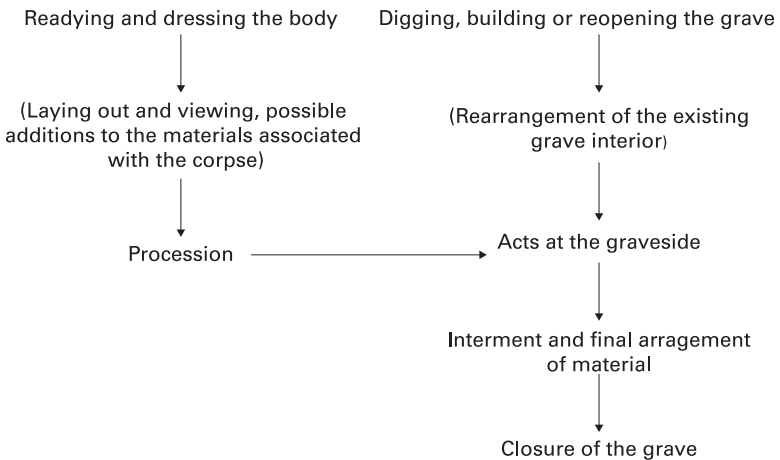 Readying and dressing the body
Digging, building or reopening the grave
(Laying out and viewing, possible
additions to the materials associated
with the corpse)
(Rearrangement of the existing
grave interior)
Procession
Acts at the graveside
Interment and final arragement
of material
Closure of the grave